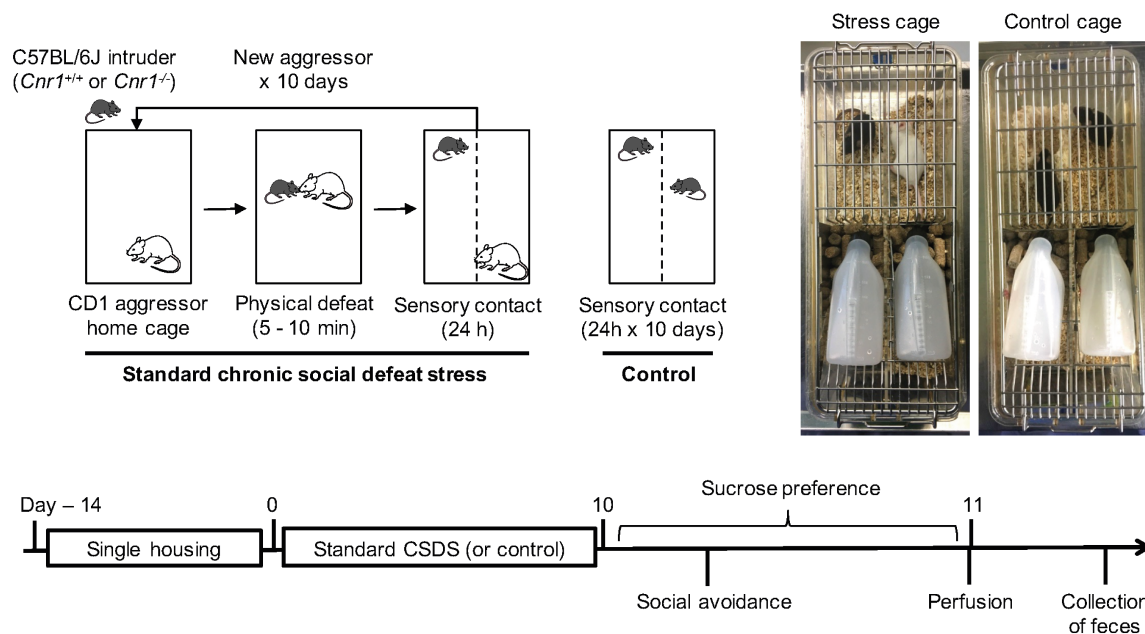 C57BL/6J intruder
(Cnr1+/+ or Cnr1-/-)
New aggressor
x 10 days
CD1 aggressor
home cage
Physical defeat
(5 - 10 min)
Sensory contact
(24 h)
Standard chronic social defeat stress
Sensory contact
(24h x 10 days)
Control
Stress cage
Control cage
Day – 14
0
10
Sucrose preference
11
Single housing
Standard CSDS (or control)
Social avoidance
Perfusion
Collection
of feces